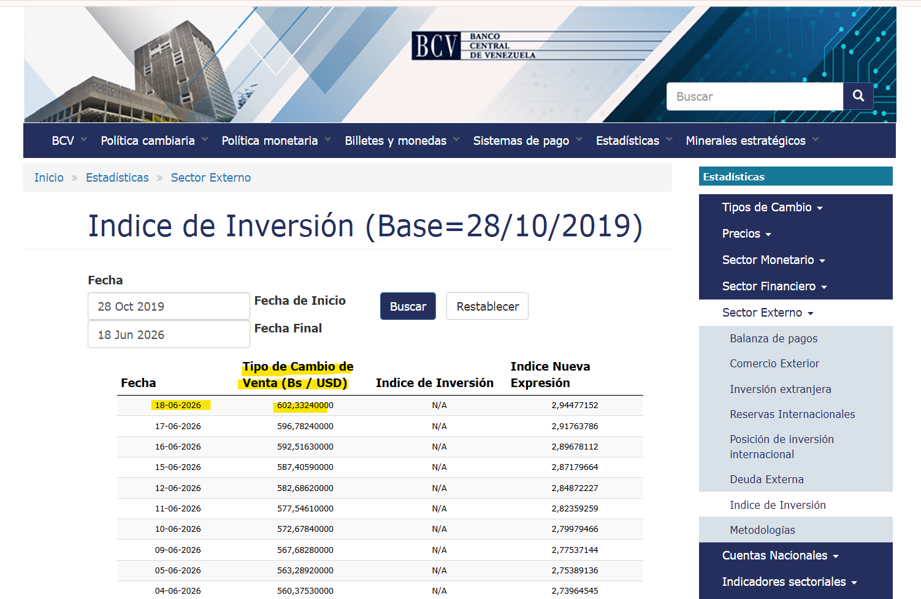 BCV BANCO
CENTRAL
DE VENEZUELA
Buscar
BCV Política cambiaria Política monetaria Billetes y monedas Sistemas de pago Estadísticas Minerales estratégicos
Inicio » Estadísticas » Sector Externo
Indice de Inversión (Base=28/10/2019)
Fecha
28 Oct 2019 Fecha de Inicio Buscar Restablecer
18 Jun 2026 Fecha Final
Fecha Tipo de Cambio de Venta (Bs / USD) Indice de Inversión Indice Nueva Expresión
18-06-2026 602,33240000 N/A 2,94477152
17-06-2026 596,78240000 N/A 2,91763786
16-06-2026 592,51630000 N/A 2,89678112
15-06-2026 587,40590000 N/A 2,87179664
12-06-2026 582,68620000 N/A 2,84872227
11-06-2026 577,54610000 N/A 2,82359259
10-06-2026 572,67840000 N/A 2,79979466
09-06-2026 567,68280000 N/A 2,77537144
05-06-2026 563,28920000 N/A 2,75389136
04-06-2026 560,37530000 N/A 2,73964545
Estadísticas
Tipos de Cambio
Precios
Sector Monetario
Sector Financiero
Sector Externo
Balanza de pagos
Comercio Exterior
Inversión extranjera
Reservas Internacionales
Posición de inversión
internacional
Deuda Externa
Indice de Inversión
Metodologías
Cuentas Nacionales
Indicadores sectoriales